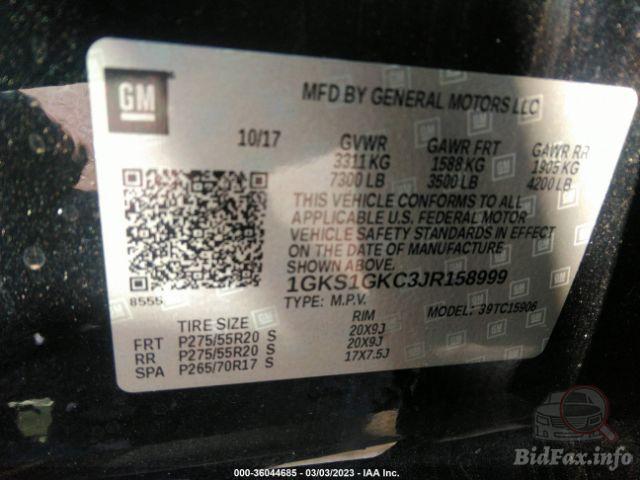 GM
MFD BY GENERAL MOTORS LLC
10/17 GVWR GAWR FRT GAWR RR
3311 KG 1588 KG 1905 KG
7300 LB 3500 LB 4200 LB
THIS VEHICLE CONFORMS TO ALL
APPLICABLE U.S. FEDERAL MOTOR
VEHICLE SAFETY STANDARDS IN EFFECT
ON THE DATE OF MANUFACTURE
SHOWN ABOVE.
8555 1GKS1GKC3JR158999
TYPE: M.P.V. MODEL: 39TC15906
TIRE SIZE RIM
FRT P275/55R20 S 20X9J
RR P275/55R20 S 20X9J
SPA P265/70R17 S 17X7.5J
000-36044685 - 03/03/2023 - IAA Inc.
BidFax.info